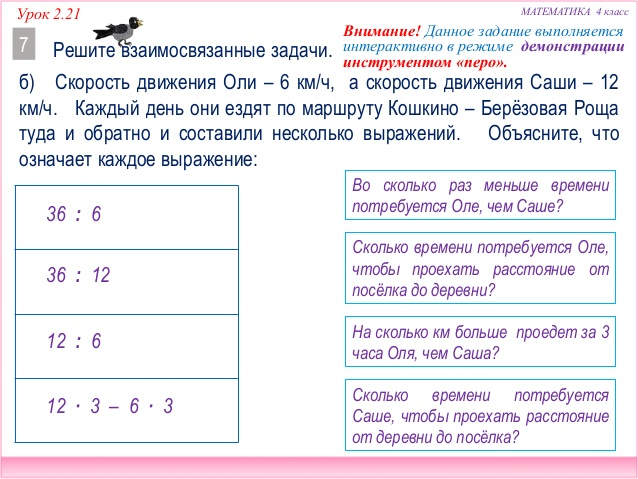 Урок 2.21
МАТЕМАТИКА 4 класс
7
Решите взаимосвязанные задачи.
Внимание! Данное задание выполняется
интерактивно в режиме демонстрации
инструментом «перо».
б) Скорость движения Оли – 6 км/ч, а скорость движения Саши – 12
км/ч. Каждый день они ездят по маршруту Кошкино – Берёзовая Роща
туда и обратно и составили несколько выражений. Объясните, что
означает каждое выражение:
36 : 6
36 : 12
12 : 6
12 · 3 – 6 · 3
Во сколько раз меньше времени
потребуется Оле, чем Саше?
Сколько времени потребуется Оле,
чтобы проехать расстояние от
посёлка до деревни?
На сколько км больше проедет за 3
часа Оля, чем Саша?
Сколько времени потребуется
Саше, чтобы проехать расстояние
от деревни до посёлка?